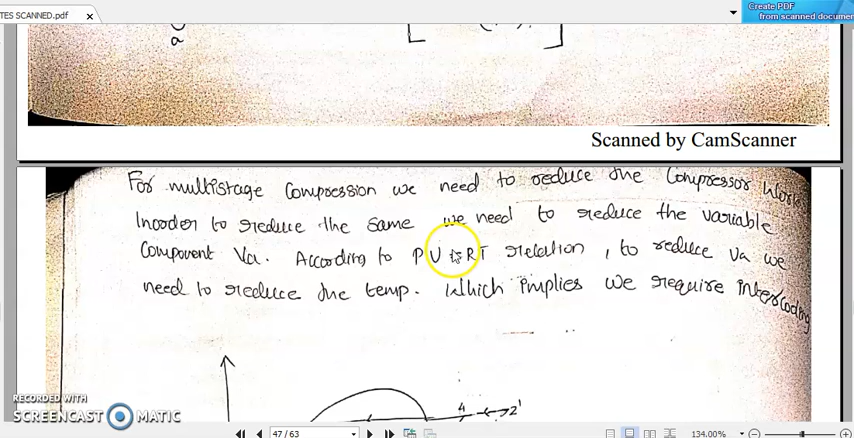 TES SCANNED.pdf
Create PDF
from scanned documen
a
Scanned by CamScanner
For multistage Compression we need to reduce the Compressor Work
Inorder to reduce the same we need to reduce the variable
Component Va. According to PV = RT relation, to reduce Va we
need to reduce the temp. Which implies we require intercooling
4 2'
RECORDED WITH
SCREENCAST MATIC
47 / 63
134.00%